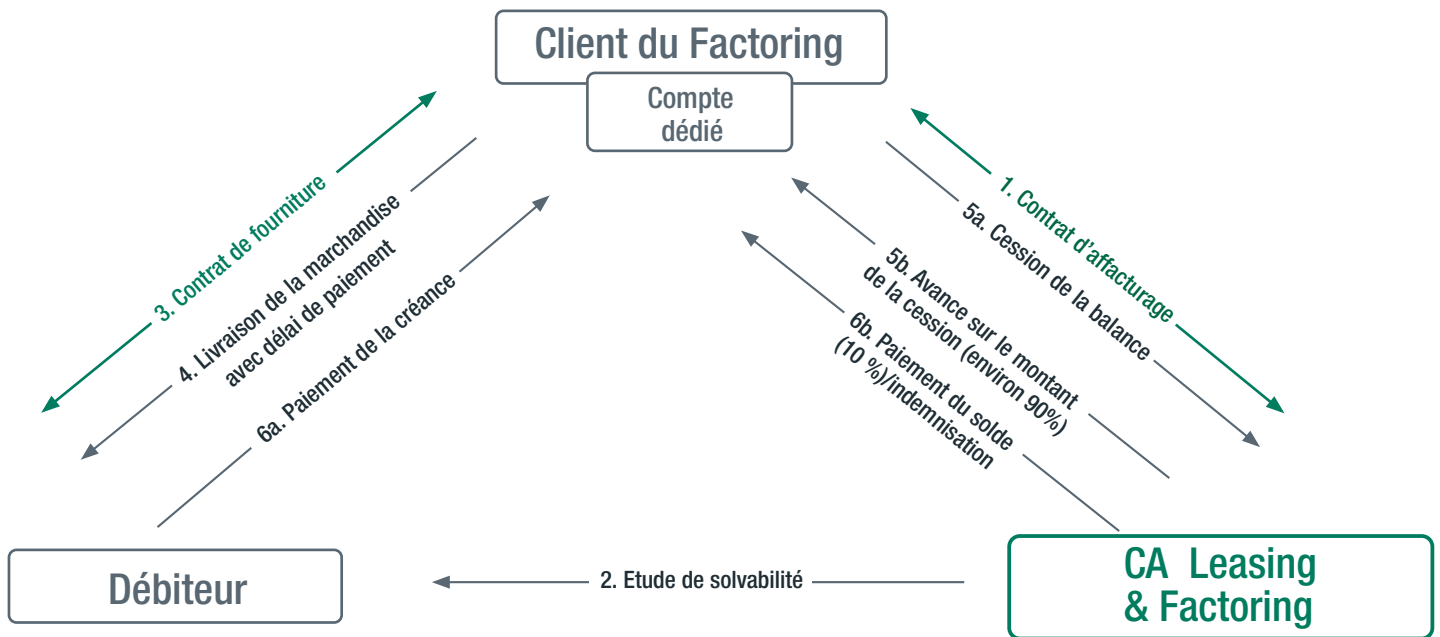 Client du Factoring
Compte
dédié
3. Contrat de fourniture
4. Livraison de la marchandise
avec délai de paiement
6a. Paiement de la créance
1. Contrat d'affacturage
5a. Cession de la balance
5b. Avance sur le montant
de la cession (environ 90%)
6b. Paiement du solde
(10 %)/indemnisation
Débiteur
2. Etude de solvabilité
CA Leasing
& Factoring